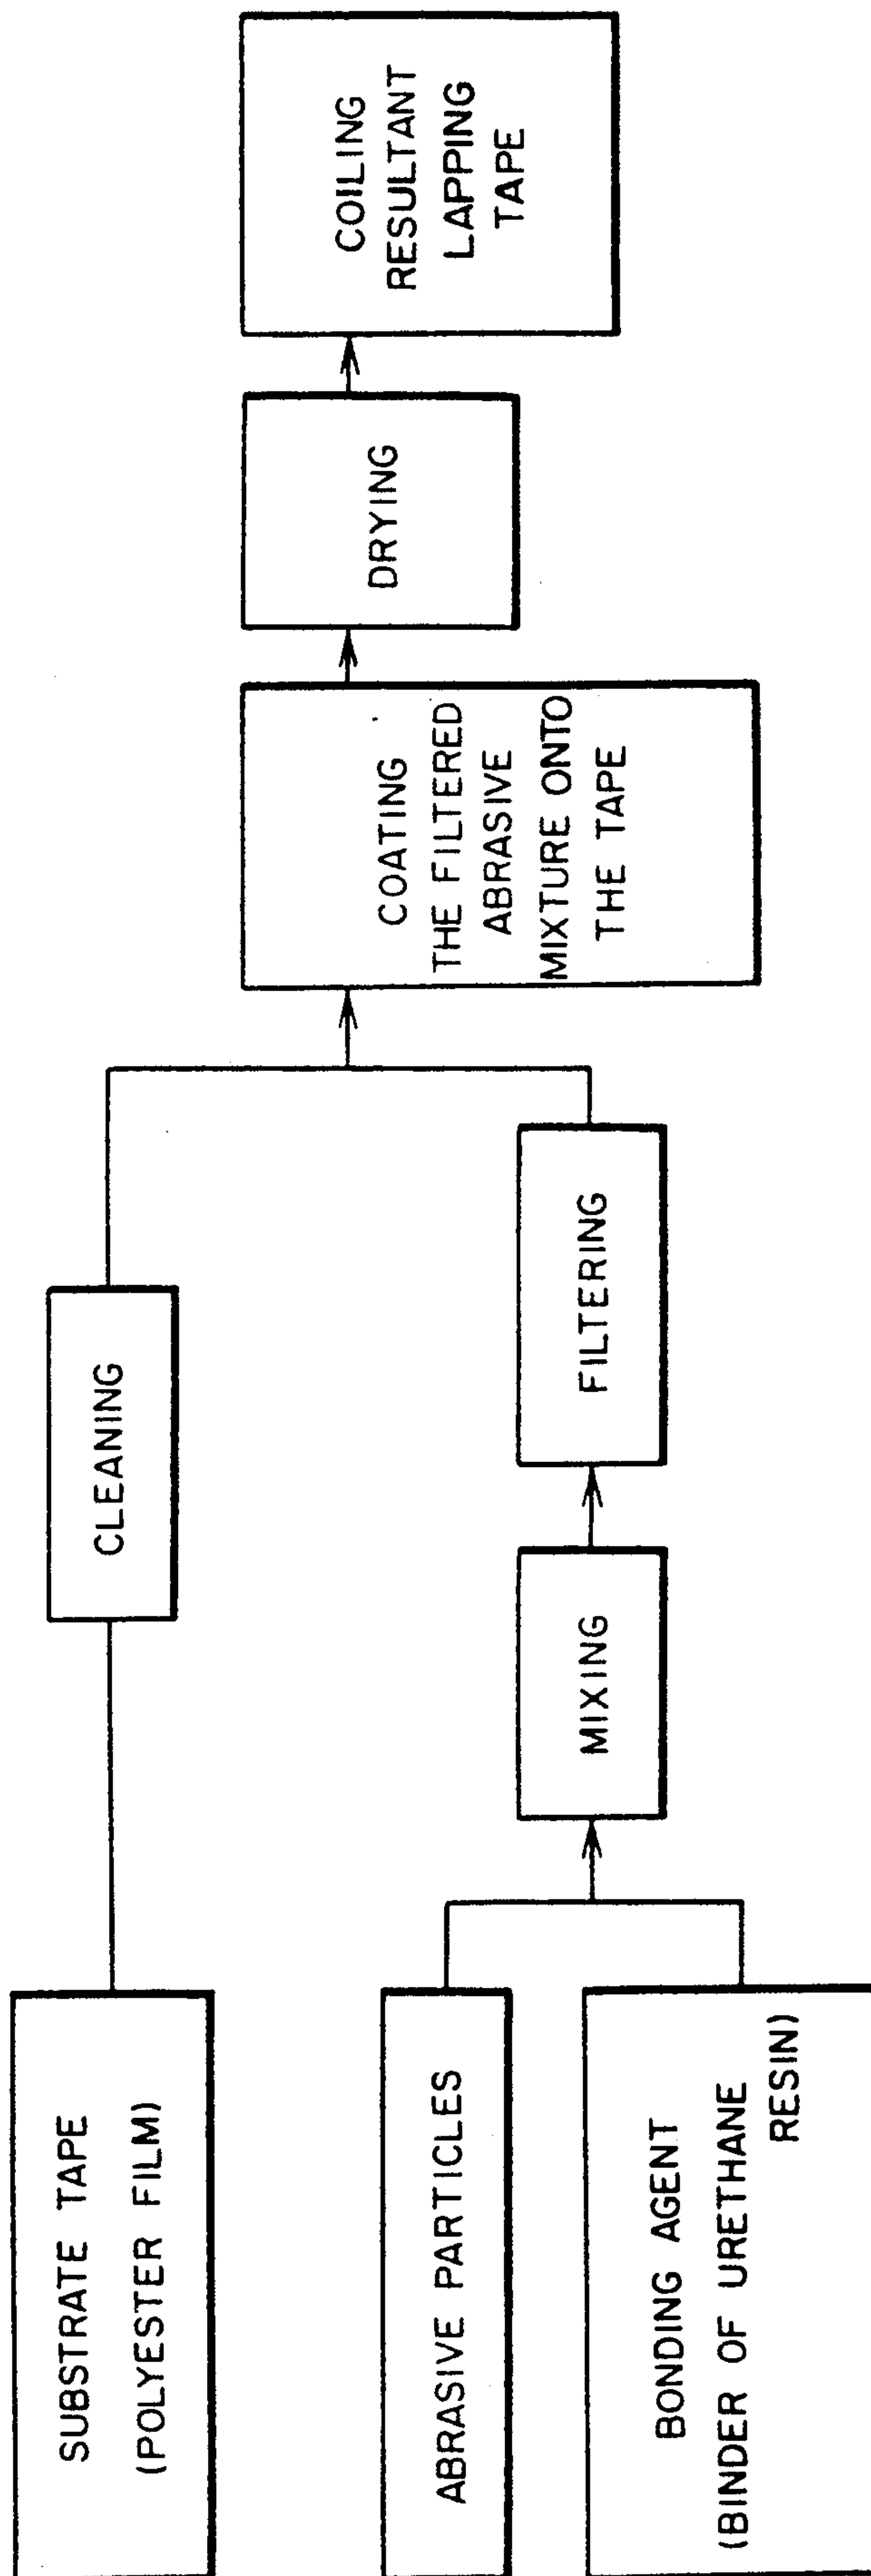 SUBSTRATE TAPE
(POLYESTER FILM)
CLEANING
ABRASIVE PARTICLES
BONDING AGENT
(BINDER OF URETHANE
RESIN)
MIXING
FILTERING
COATING
THE FILTERED
ABRASIVE
MIXTURE ONTO
THE TAPE
DRYING
COILING
RESULTANT
LAPPING
TAPE